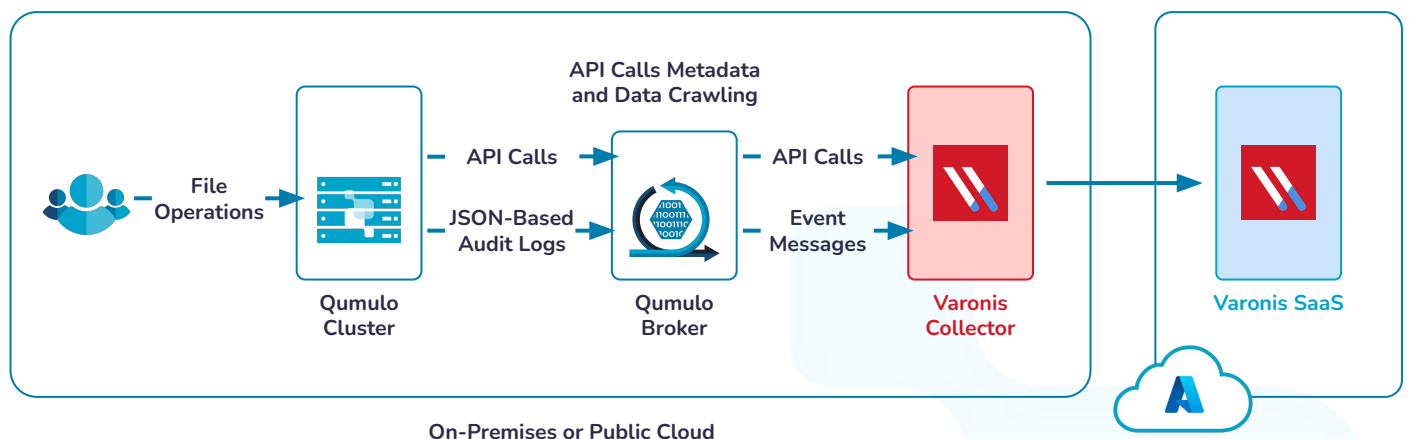 API Calls Metadata
and Data Crawling
API Calls
API Calls
File
Operations
JSON-Based
Audit Logs
Event
Messages
Qumulo
Cluster
Qumulo
Broker
Varonis
Collector
Varonis SaaS
On-Premises or Public Cloud